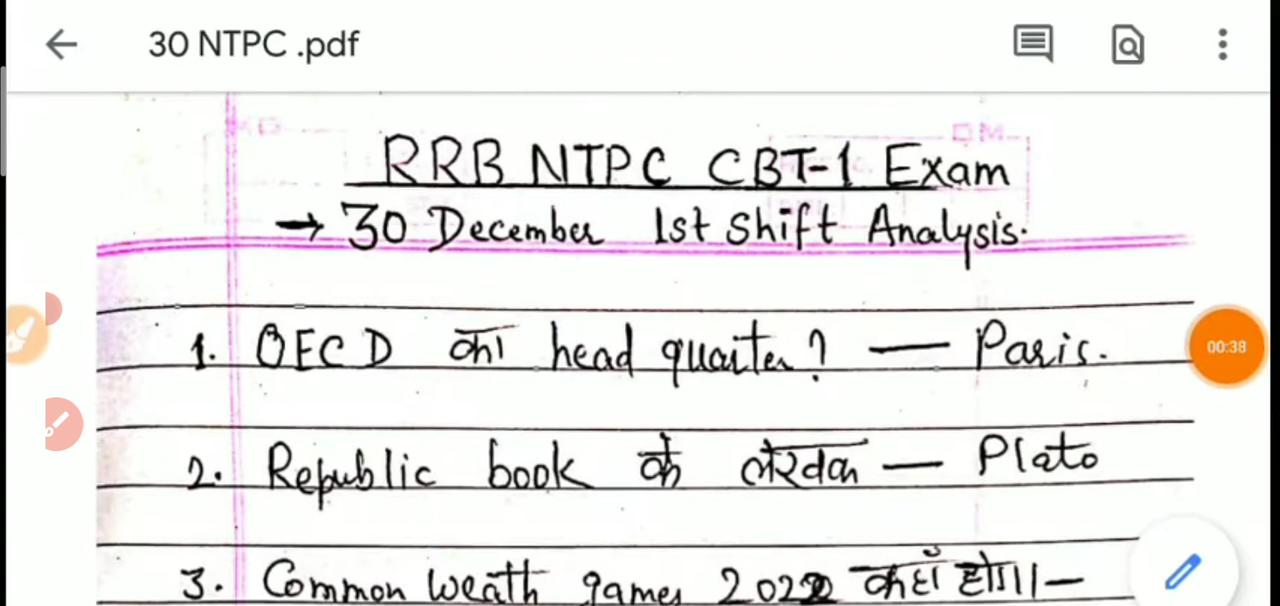 30 NTPC .pdf
RRB NTPC CBT-1 Exam
→ 30 December 1st Shift Analysis.
1. OECD का head quarter? — Paris.
00:38
2. Republic book के लेखक — Plato
3. Common Weath games 2022 कहाँ होगा —